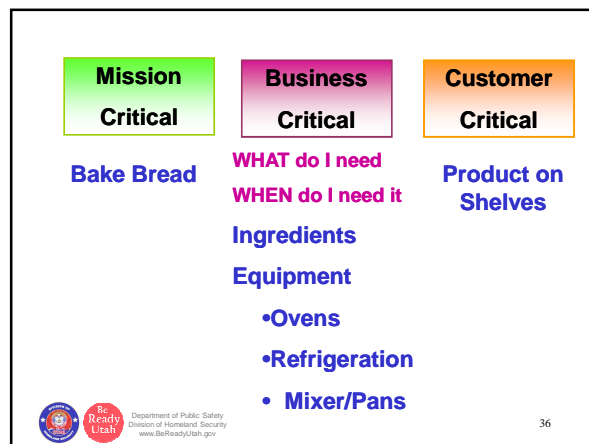 Mission
Critical
Bake Bread
Business
Critical
WHAT do I need
WHEN do I need it
Ingredients
Equipment
•Ovens
•Refrigeration
• Mixer/Pans
Customer
Critical
Product on
Shelves
Be
Ready
Utah
Department of Public Safety
Division of Homeland Security
www.BeReadyUtah.gov
36